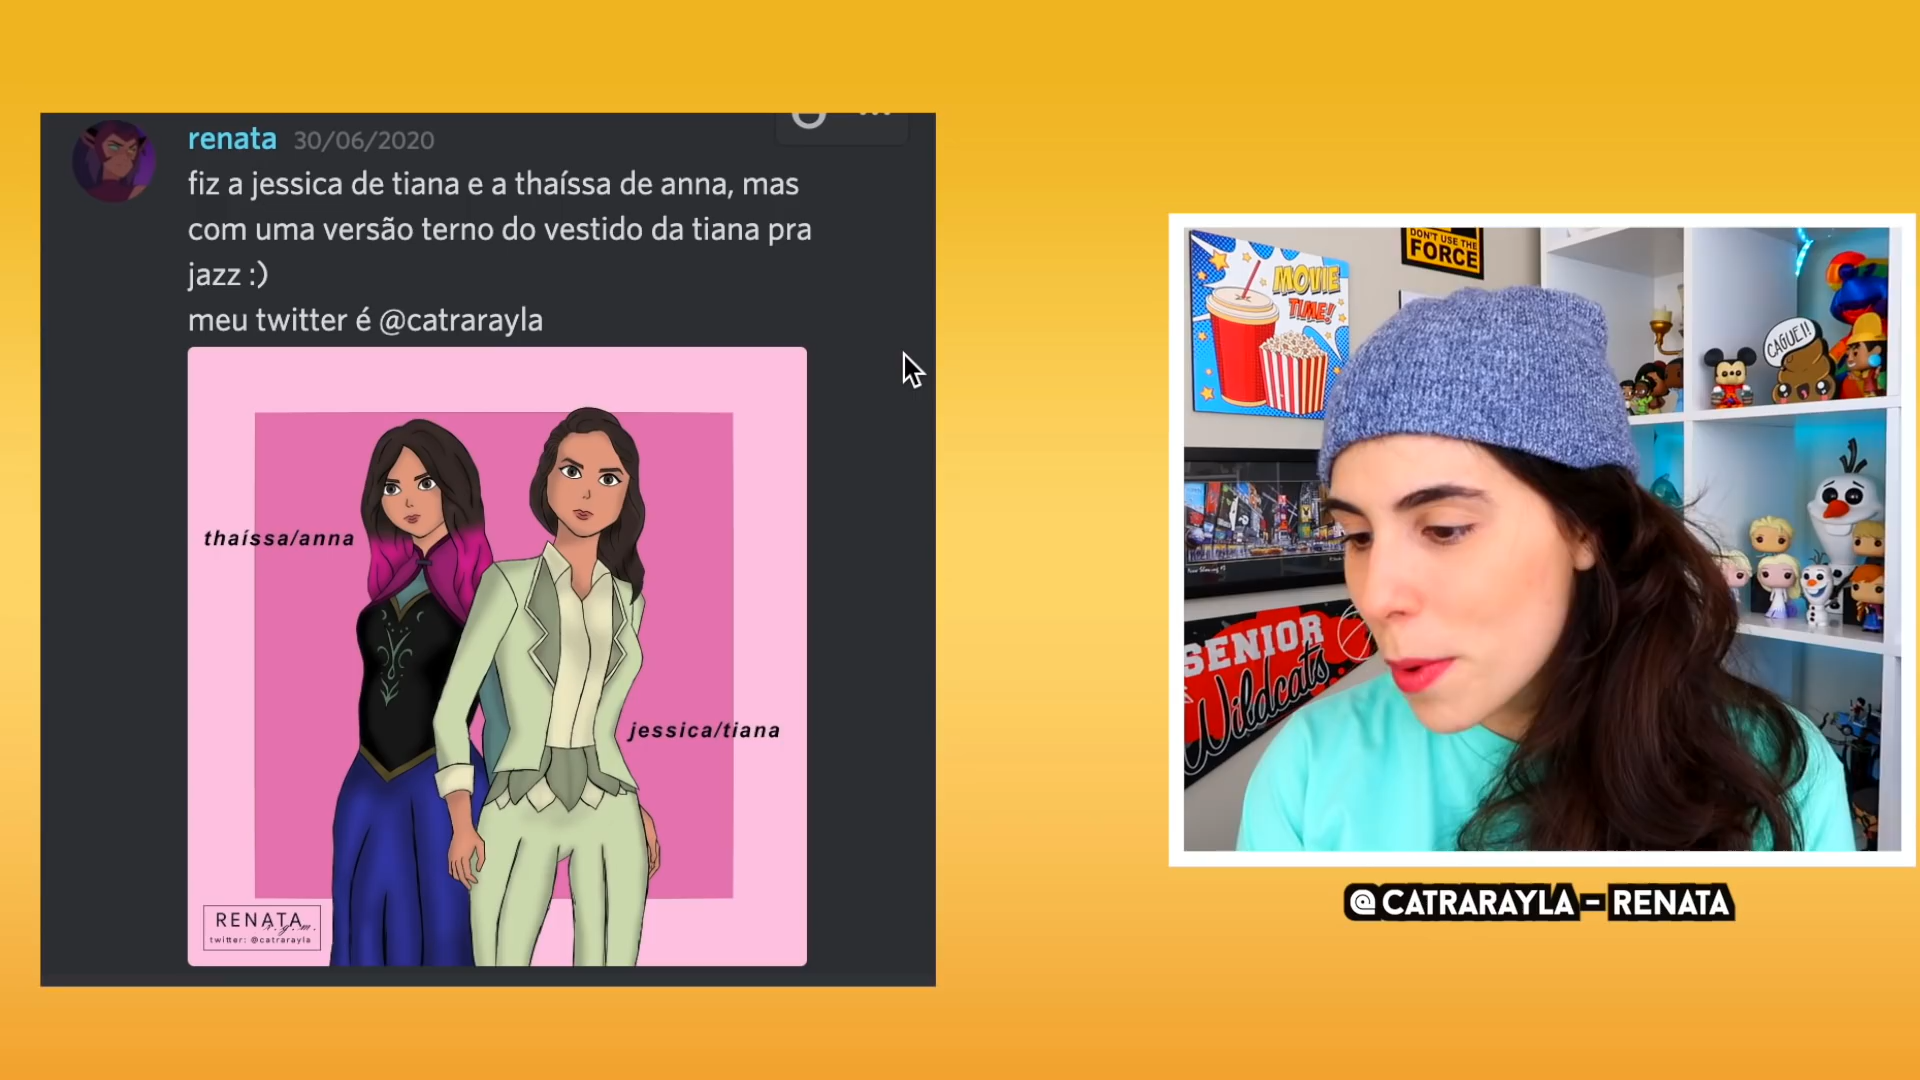 renata 30/06/2020
fiz a jessica de tiana e a thaíssa de anna, mas
com uma versão terno do vestido da tiana pra
jazz :)
meu twitter é @catrarayla
thaíssa/anna
jessica/tiana
RENATA
r.g.m.
twitter: @catrarayla
MOVIE
TIME!
DON'T USE THE
FORCE
CAGUEI!
SENIOR
Wildcats
@CATRARAYLA - RENATA